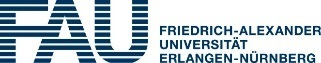 FAU
FRIEDRICH-ALEXANDER
UNIVERSITÄT
ERLANGEN-NÜRNBERG